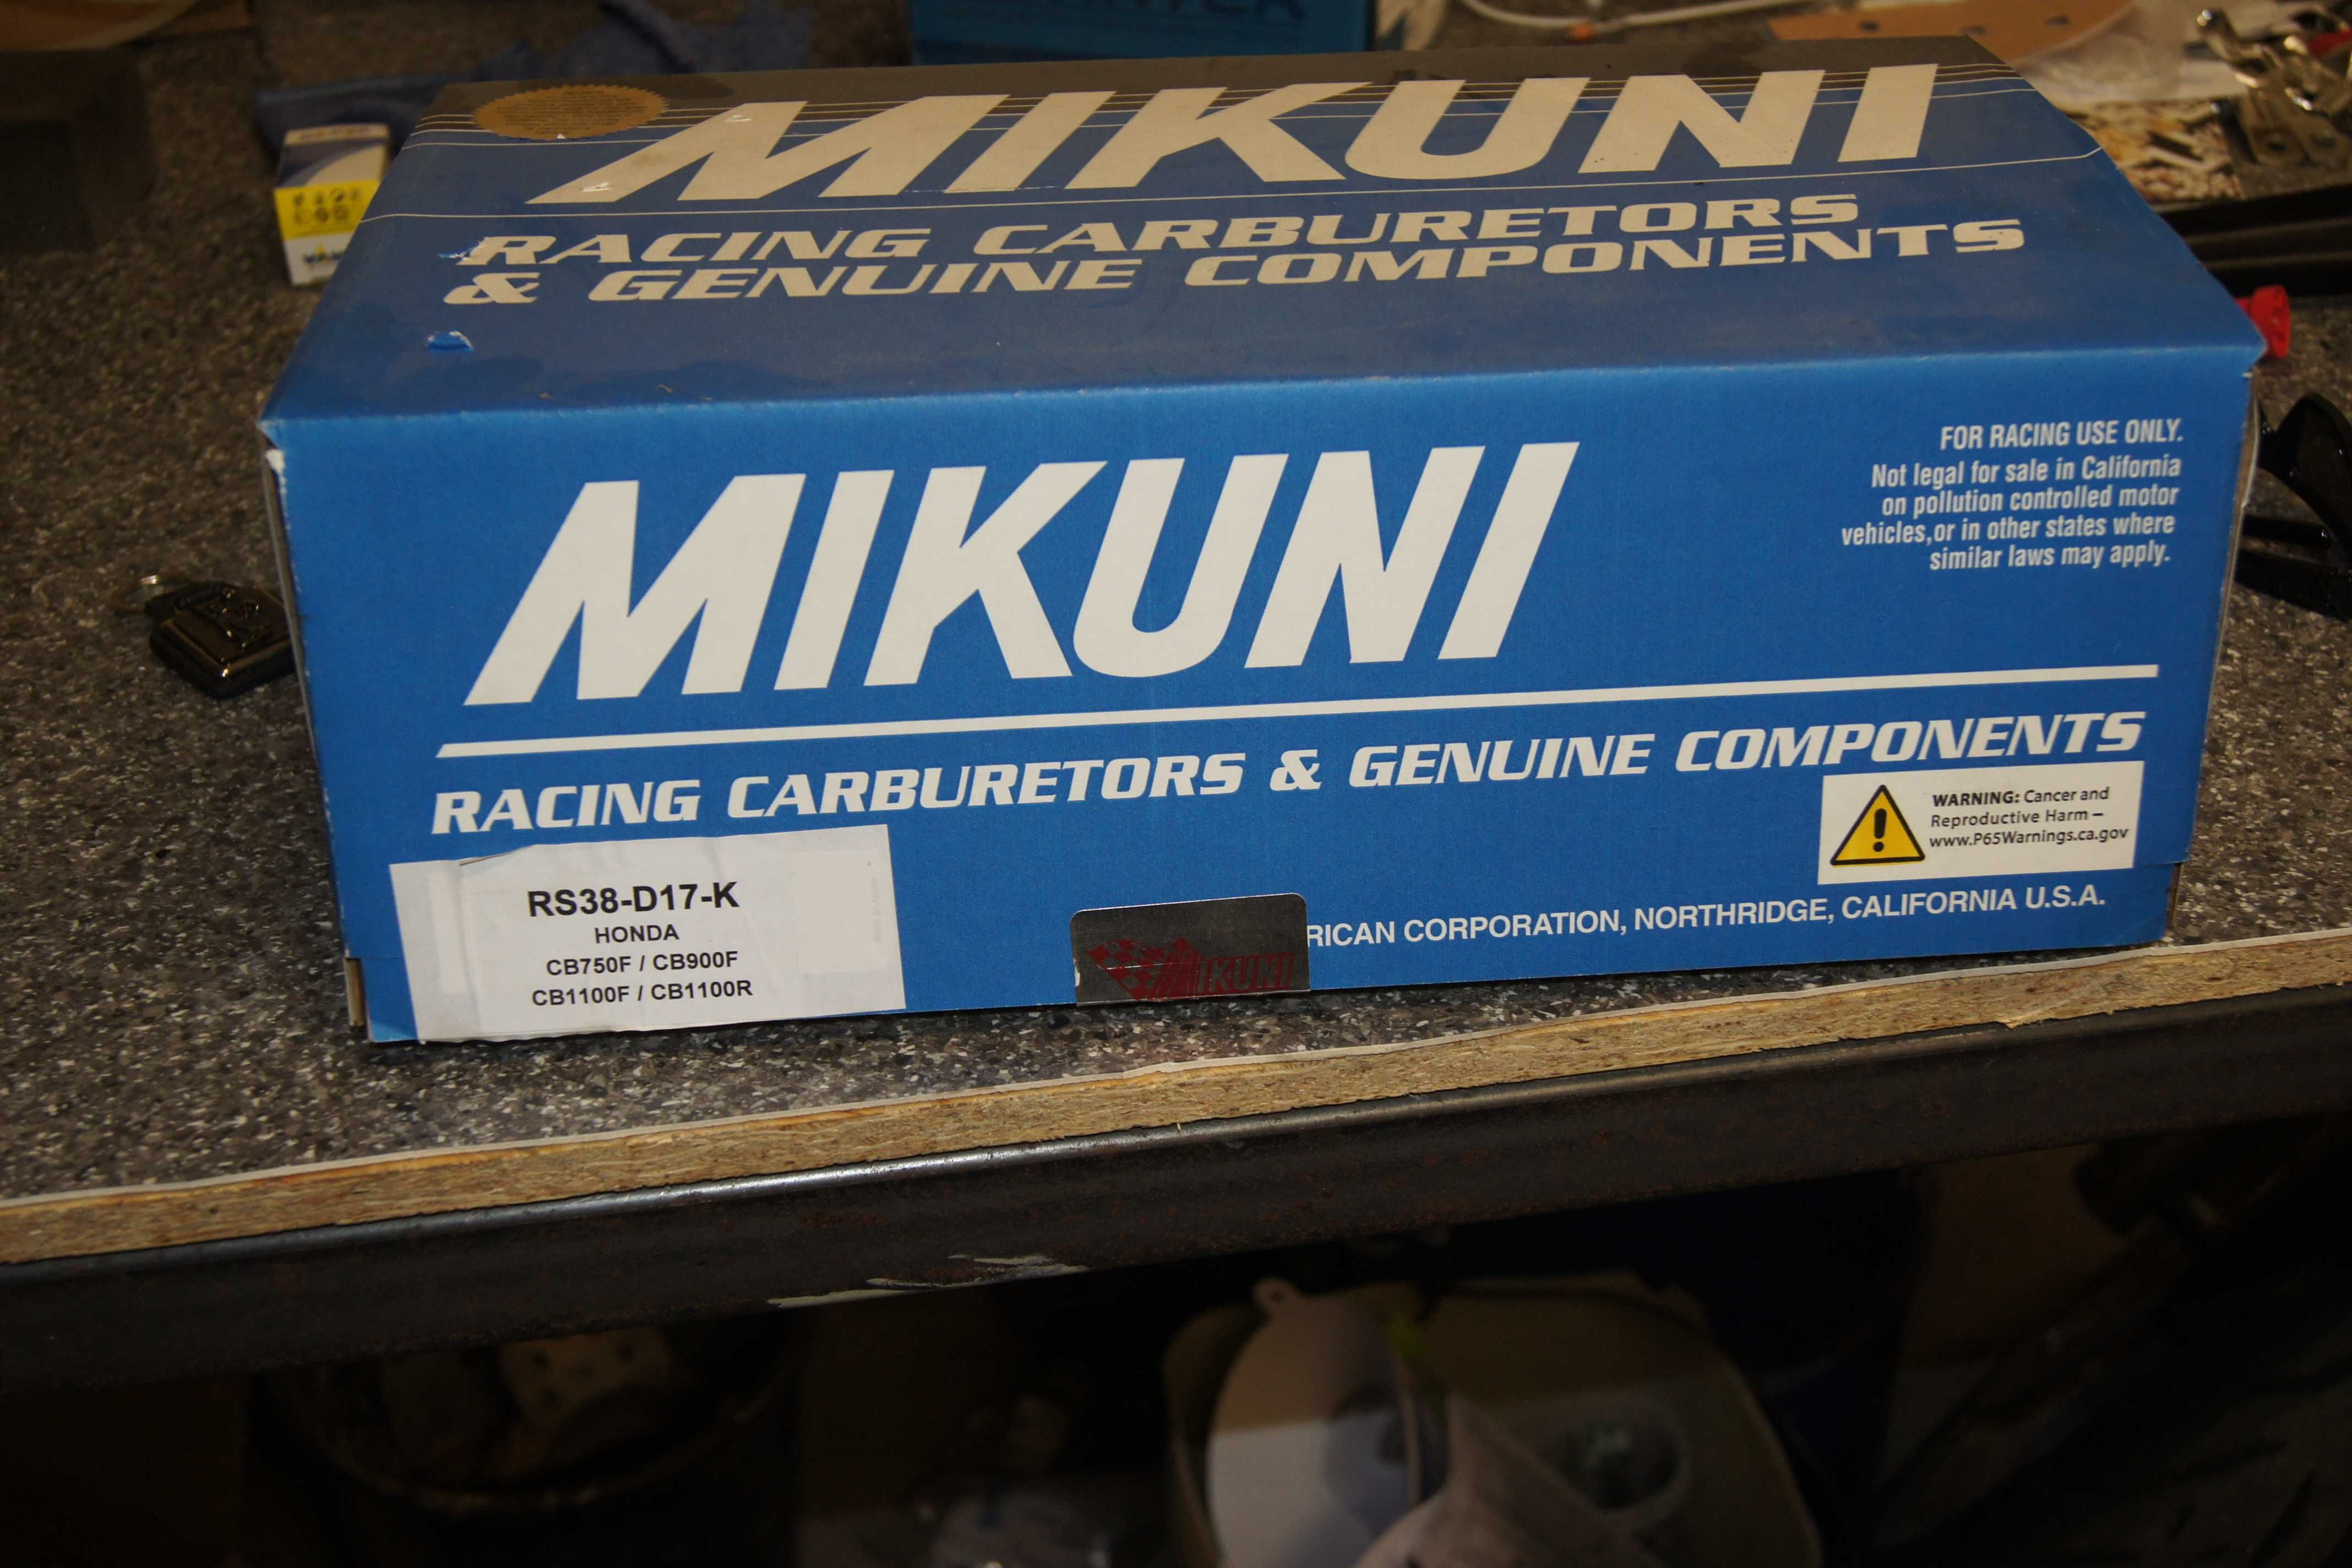 MIKUNI
RACING CARBURETORS
& GENUINE COMPONENTS
MIKUNI
FOR RACING USE ONLY.
Not legal for sale in California
on pollution controlled motor
vehicles,or in other states where
similar laws may apply.
RACING CARBURETORS & GENUINE COMPONENTS
WARNING: Cancer and
Reproductive Harm –
www.P65Warnings.ca.gov
RS38-D17-K
HONDA
CB750F / CB900F
CB1100F / CB1100R
MIKUNI
RICAN CORPORATION, NORTHRIDGE, CALIFORNIA U.S.A.